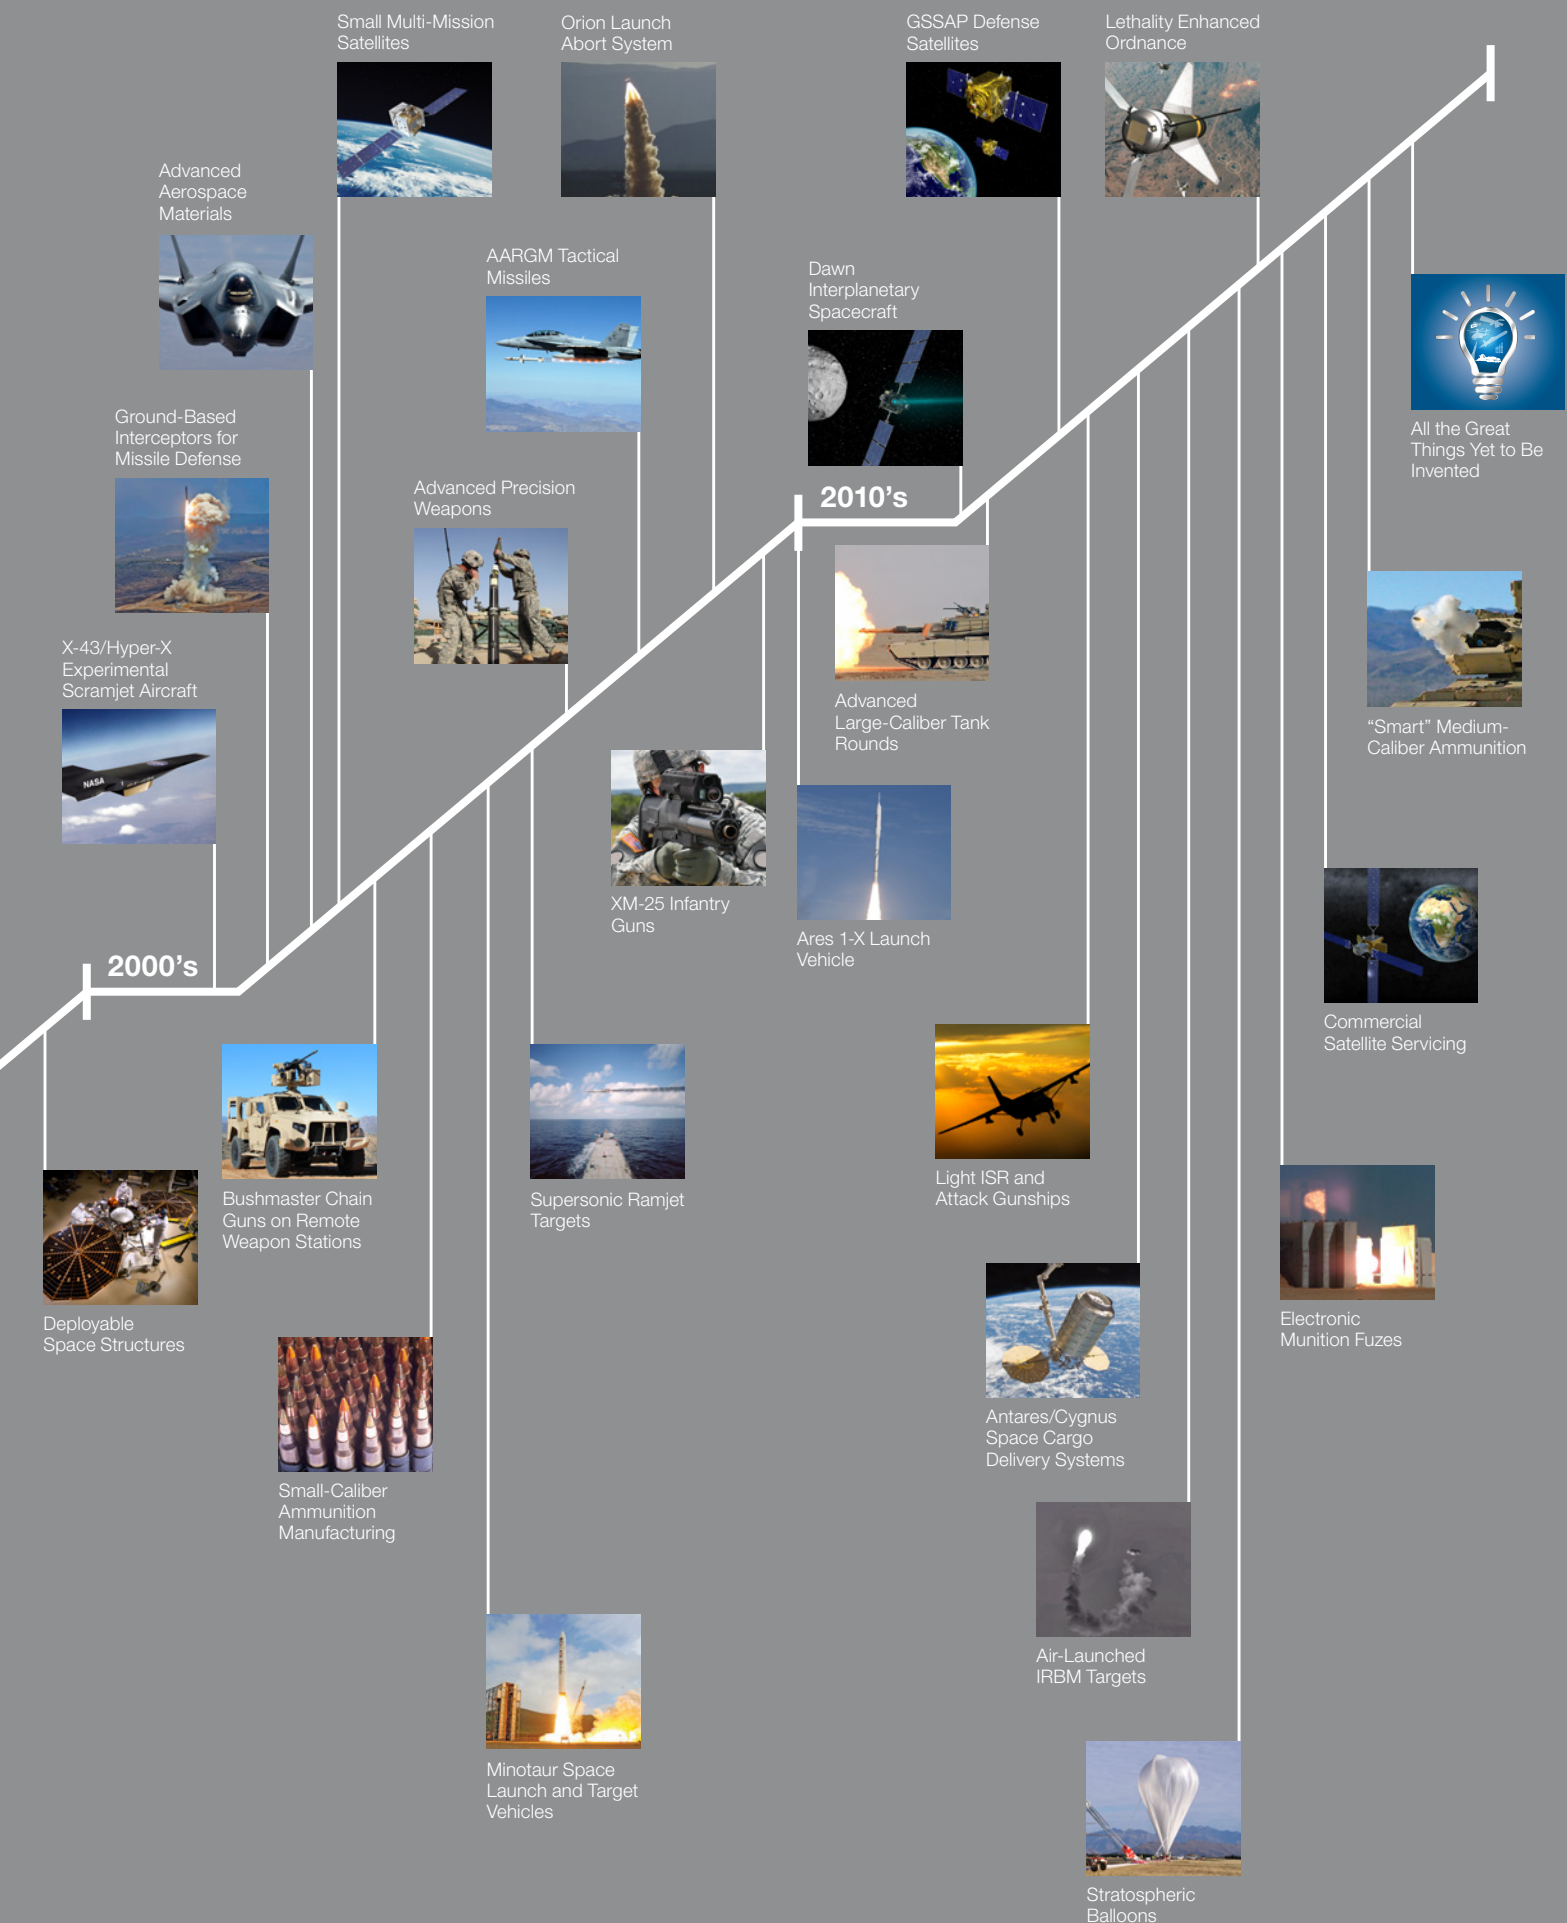 Small Multi-Mission
Satellites
Orion Launch
Abort System
GSSAP Defense
Satellites
Lethality Enhanced
Ordnance
Advanced
Aerospace
Materials
AARGM Tactical
Missiles
Dawn
Interplanetary
Spacecraft
Ground-Based
Interceptors for
Missile Defense
Advanced Precision
Weapons
2010's
All the Great
Things Yet to Be
Invented
X-43/Hyper-X
Experimental
Scramjet Aircraft
NASA
Advanced
Large-Caliber Tank
Rounds
“Smart” Medium-
Caliber Ammunition
XM-25 Infantry
Guns
Ares 1-X Launch
Vehicle
2000's
Commercial
Satellite Servicing
Bushmaster Chain
Guns on Remote
Weapon Stations
Supersonic Ramjet
Targets
Light ISR and
Attack Gunships
Deployable
Space Structures
Electronic
Munition Fuzes
Antares/Cygnus
Space Cargo
Delivery Systems
Small-Caliber
Ammunition
Manufacturing
Air-Launched
IRBM Targets
Minotaur Space
Launch and Target
Vehicles
Stratospheric
Balloons